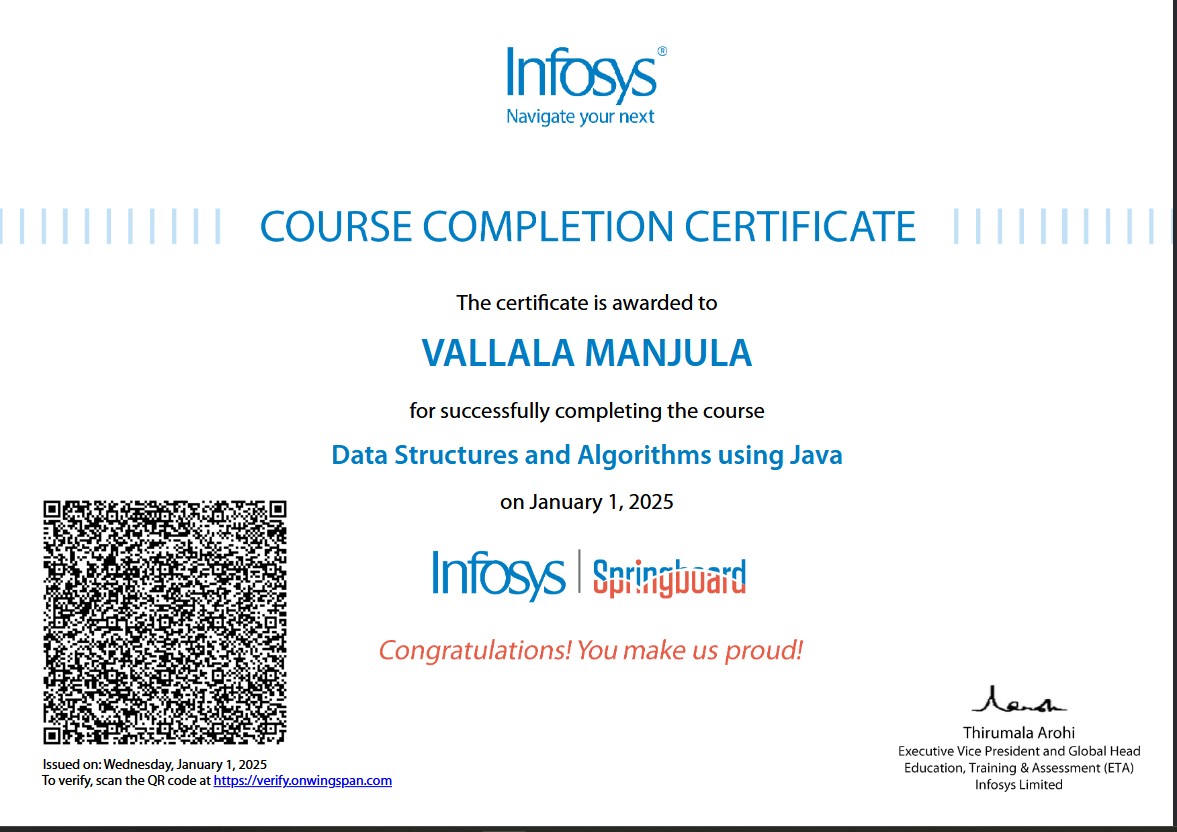 Infosys®
Navigate your next
COURSE COMPLETION CERTIFICATE
The certificate is awarded to
VALLALA MANJULA
for successfully completing the course
Data Structures and Algorithms using Java
on January 1, 2025
Infosys | Springboard
Congratulations! You make us proud!
Issued on: Wednesday, January 1, 2025
To verify, scan the QR code at https://verify.onwingspan.com
Thirumala Arohi
Executive Vice President and Global Head
Education, Training & Assessment (ETA)
Infosys Limited